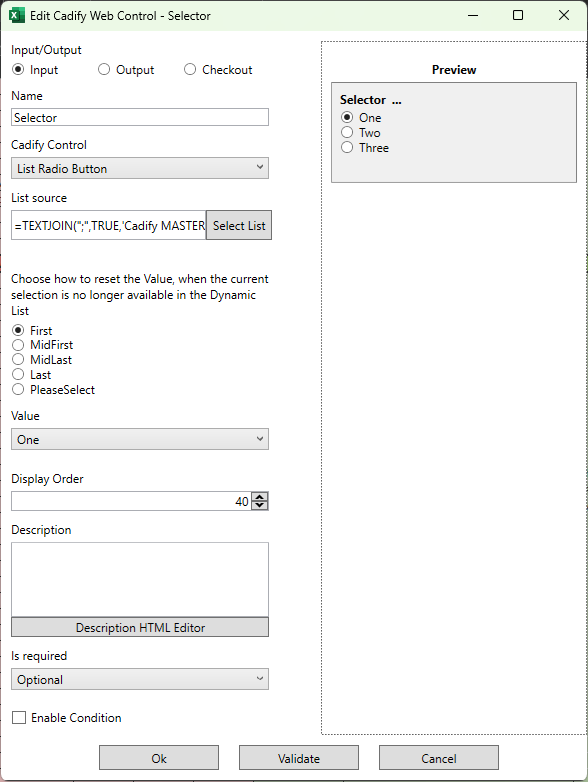 Edit Cadify Web Control - Selector
Input/Output
Input
Output
Checkout
Name
Selector
Cadify Control
List Radio Button
List source
=TEXTJOIN(";",TRUE,'Cadify MASTER
Select List
Choose how to reset the Value, when the current
selection is no longer available in the Dynamic
List
First
MidFirst
MidLast
Last
PleaseSelect
Value
One
Display Order
40
Description
Description HTML Editor
Is required
Optional
Enable Condition
Preview
Selector ...
One
Two
Three
Ok
Validate
Cancel